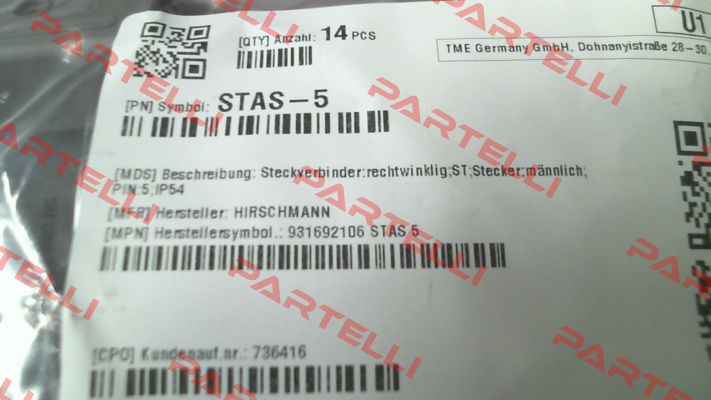 [QTY] Anzahl: 14 PCS
U1
TME Germany GmbH, Dohnanyistraße 28-30,
[PN] Symbol: STAS-5
[MDS] Beschreibung: Steckverbinder:rechtwinklig;ST;Stecker:männlich;
PIN:5;IP54
[MFR] Hersteller: HIRSCHMANN
[MPN] Herstellersymbol.: 931692106 STAS 5
[CPO] Kundenauf.nr.: 736416
PARTELLI
PARTELLI
PARTELLI
PARTELLI
PARTELLI
PARTELLI
PARTELLI
PARTELLI